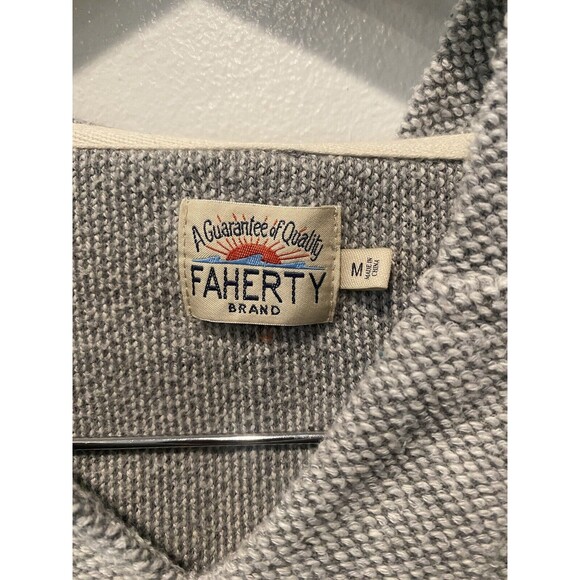 A Guarantee of Quality
FAHERTY
BRAND
M
MADE IN
CHINA